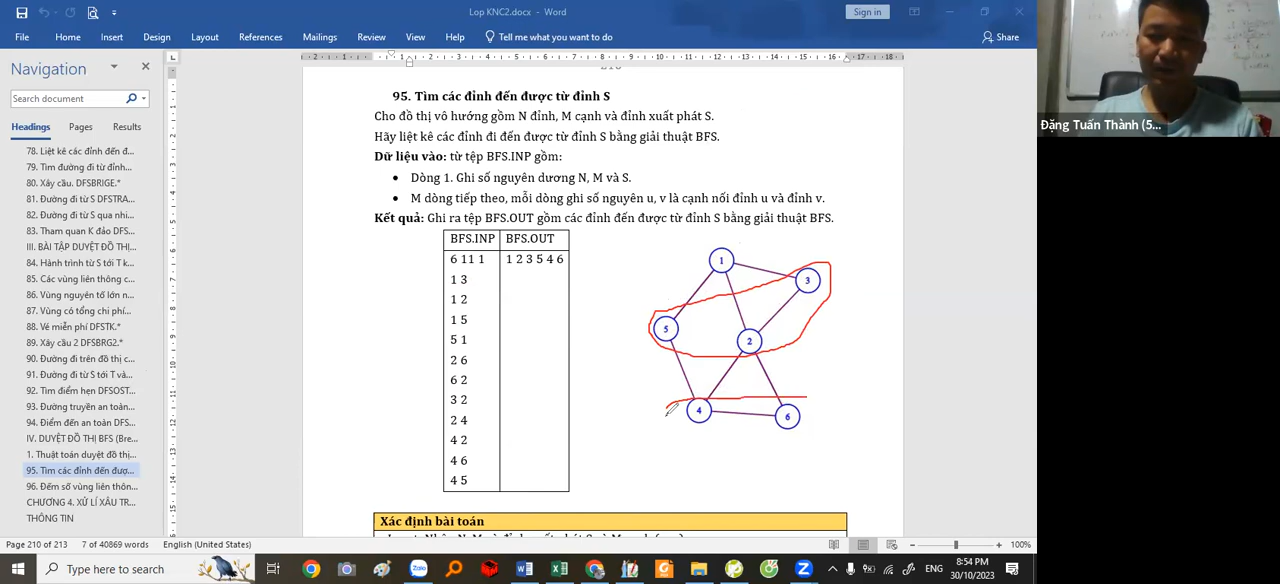 Lop KNC2.docx - Word
Sign in
File Home Insert Design Layout References Mailings Review View Help Tell me what you want to do Share
Navigation
Search document
Headings Pages Results
78. Liệt kê các đỉnh đ...
79. Tìm đường đi từ đỉnh...
80. Xây cầu. DFSBRIGE.*
81. Đường đi từ S DFSTRA...
82. Đường đi từ S qua nhi...
83. Tham quan K đảo DFS...
III. BÀI TẬP DUYỆT ĐỒ THỊ...
84. Hành trình từ S tới T k...
85. Các vùng liên thông c...
86. Vùng nguyên tố lớn n...
87. Vùng có tổng chi phí...
88. Vé miễn phí DFSTK.*
89. Xây cầu 2 DFSBRG2.*
90. Đường đi trên đồ thị c...
91. Đường đi từ S tới T và...
92. Tìm điểm hẹn DFSOST...
93. Đường truyền an toàn...
94. Điểm đến an toàn DFS...
IV. DUYỆT ĐỒ THỊ BFS (Bre...
1. Thuật toán duyệt đồ thị...
95. Tìm các đỉnh đến đượ...
96. Đếm số vùng liên thôn...
CHƯƠNG 4. XỬ LÍ XÂU TR...
THÔNG TIN
95. Tìm các đỉnh đến được từ đỉnh S
Cho đồ thị vô hướng gồm N đỉnh, M cạnh và đỉnh xuất phát S.
Hãy liệt kê các đỉnh đi đến được từ đỉnh S bằng giải thuật BFS.
Dữ liệu vào: từ tệp BFS.INP gồm:
• Dòng 1. Ghi số nguyên dương N, M và S.
• M dòng tiếp theo, mỗi dòng ghi số nguyên u, v là cạnh nối đỉnh u và đỉnh v.
Kết quả: Ghi ra tệp BFS.OUT gồm các đỉnh đến được từ đỉnh S bằng giải thuật BFS.
BFS.INP BFS.OUT
6 11 1 1 2 3 5 4 6
1 3
1 2
1 5
5 1
2 6
6 2
3 2
2 4
4 2
4 6
4 5
1
3
5
2
4
6
Xác định bài toán
Đặng Tuấn Thành (5...
Page 210 of 213 7 of 40869 words English (United States) 100%
Type here to search
ENG
8:54 PM
30/10/2023